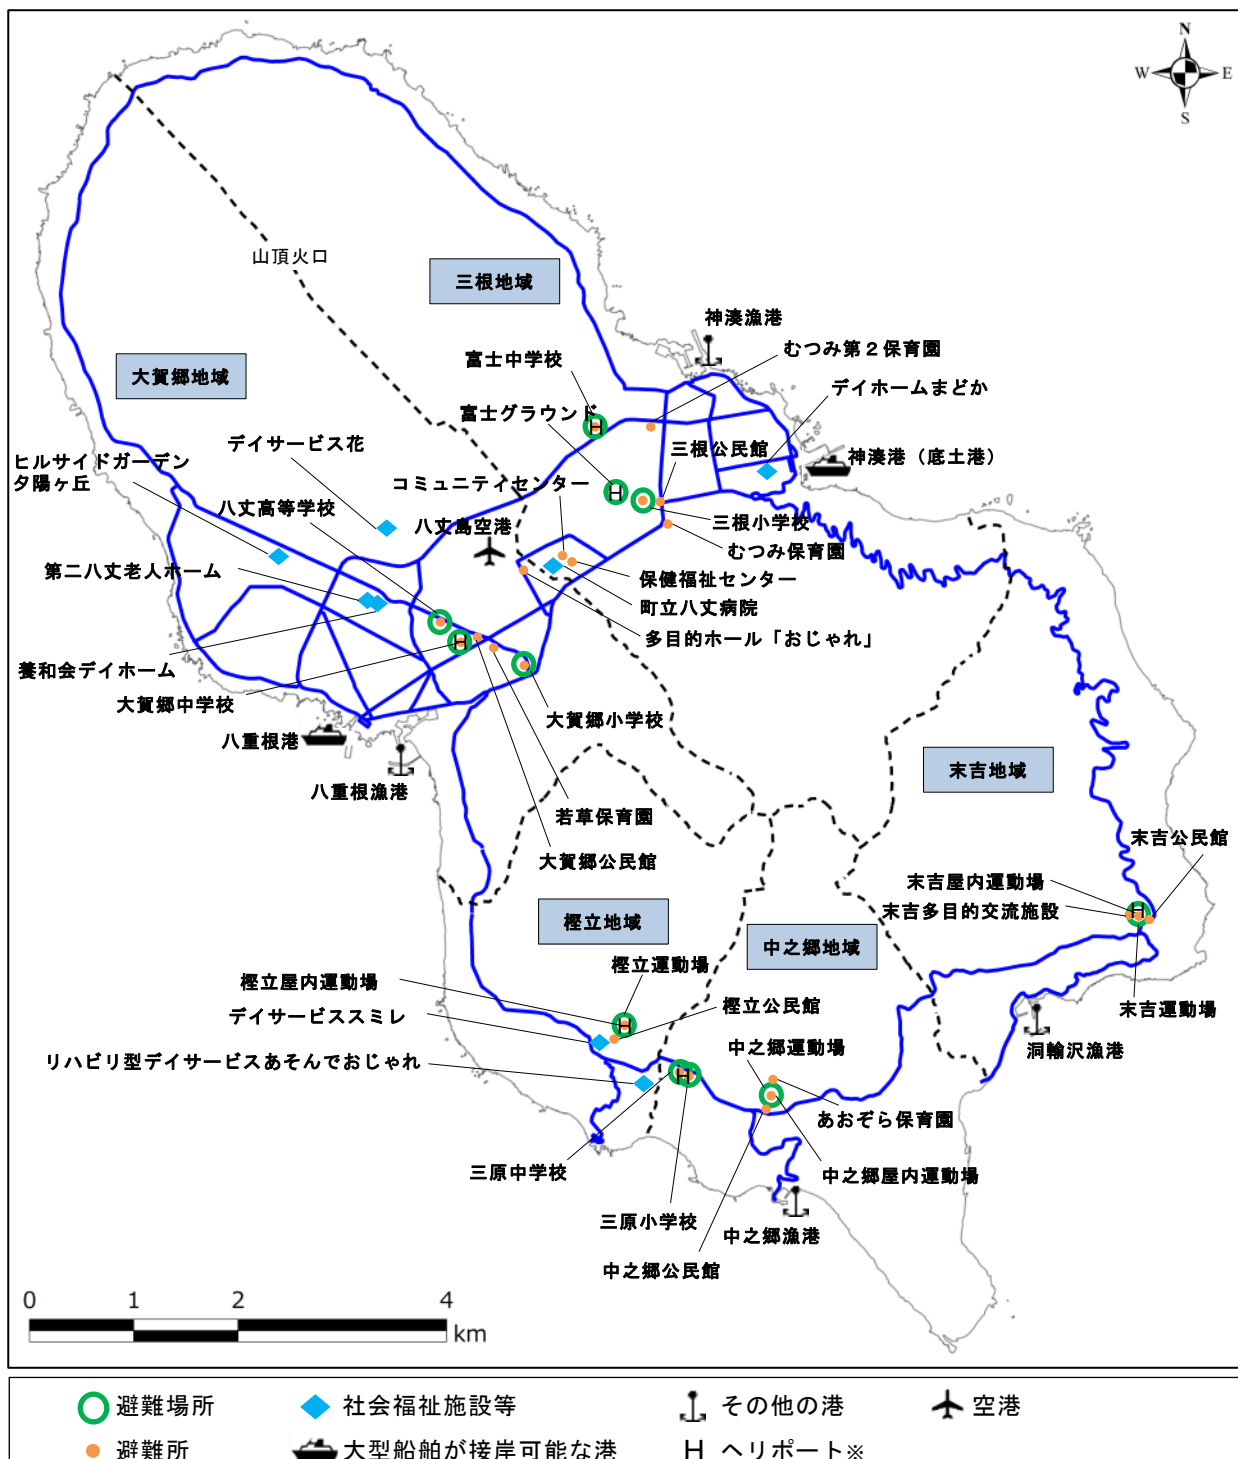 N
W
E
S
山頂火口
三根地域
神湊漁港
富士中学校
むつみ第２保育園
大賀郷地域
デイホームまどか
富士グラウンド
デイサービス花
三根公民館
神湊港（底土港）
ヒルサイドガーデン
夕陽ヶ丘
コミュニティセンター
八丈高等学校
八丈島空港
三根小学校
むつみ保育園
第二八丈老人ホーム
保健福祉センター
町立八丈病院
多目的ホール「おじゃれ」
養和会デイホーム
大賀郷中学校
大賀郷小学校
八重根港
八重根漁港
末吉地域
若草保育園
大賀郷公民館
末吉公民館
末吉屋内運動場
末吉多目的交流施設
樫立地域
中之郷地域
樫立運動場
樫立屋内運動場
樫立公民館
末吉運動場
デイサービススミレ
洞輪沢漁港
中之郷運動場
リハビリ型デイサービスあそんでおじゃれ
あおぞら保育園
三原中学校
中之郷屋内運動場
三原小学校
中之郷漁港
中之郷公民館
0 1 2 4
km
避難場所 社会福祉施設等 その他の港 空港
避難所 大型船舶が接岸可能な港 H ヘリポート※